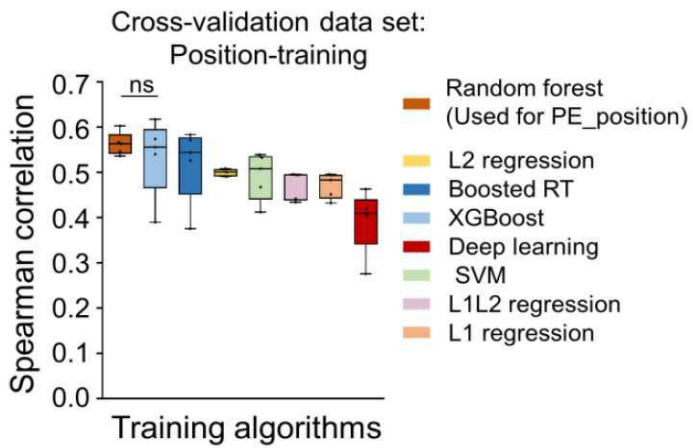 Cross-validation data set:
Position-training
ns
Spearman correlation
0.7
0.6
0.5
0.4
0.3
0.2
0.1
0.0
Training algorithms
Random forest
(Used for PE_position)
L2 regression
Boosted RT
XGBoost
Deep learning
SVM
L1L2 regression
L1 regression